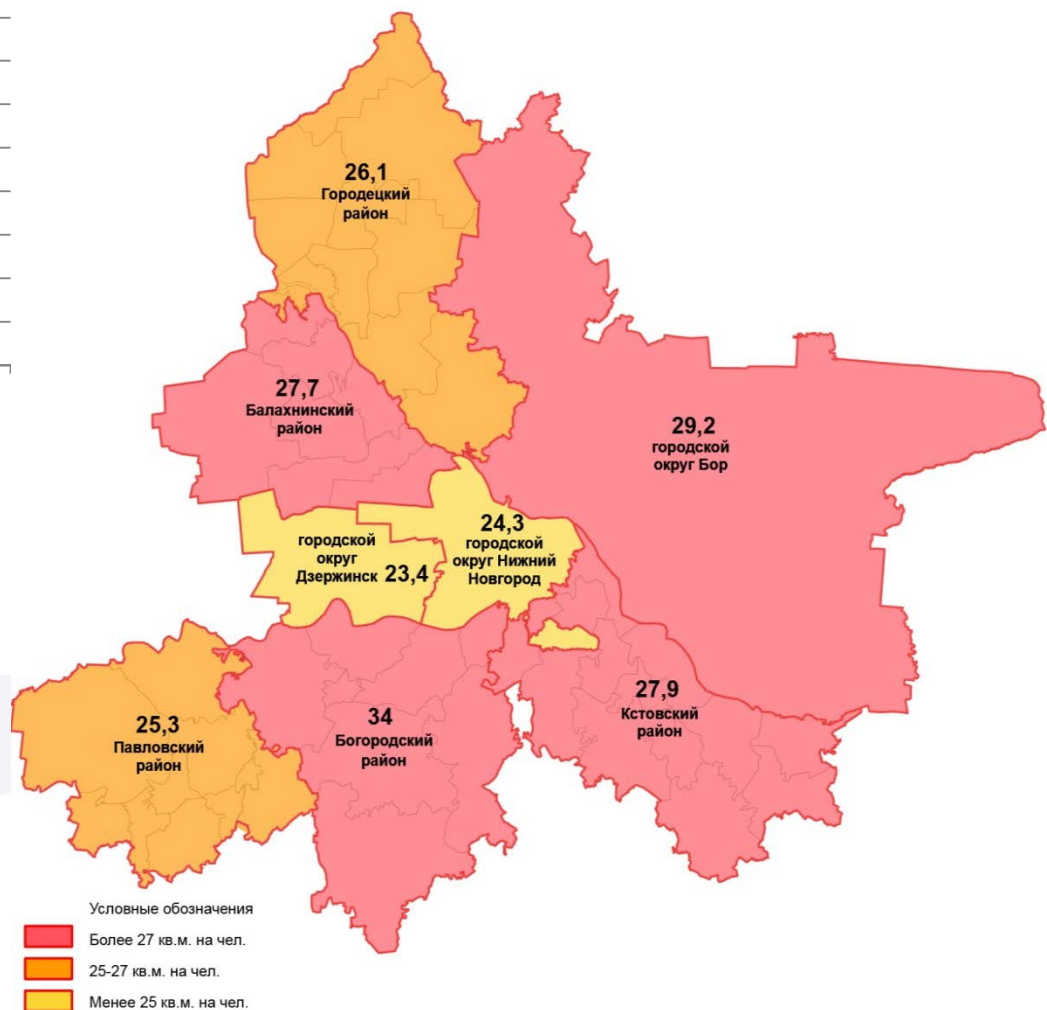 26,1
Городецкий
район
27,7
Балахнинский
район
29,2
городской
округ Бор
24,3
городской
округ Нижний
Новгород
городской
округ
Дзержинск 23,4
27,9
Кстовский
район
34
Богородский
район
25,3
Павловский
район
Условные обозначения
Более 27 кв.м. на чел.
25-27 кв.м. на чел.
Менее 25 кв.м. на чел.